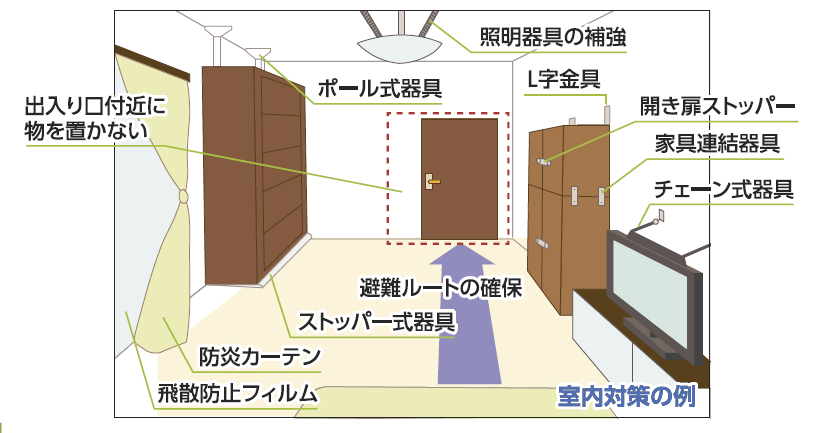 照明器具の補強
ポール式器具
L字金具
出入り口付近に
物を置かない
開き扉ストッパー
家具連結器具
チェーン式器具
避難ルートの確保
ストッパー式器具
防炎カーテン
飛散防止フィルム
室内対策の例